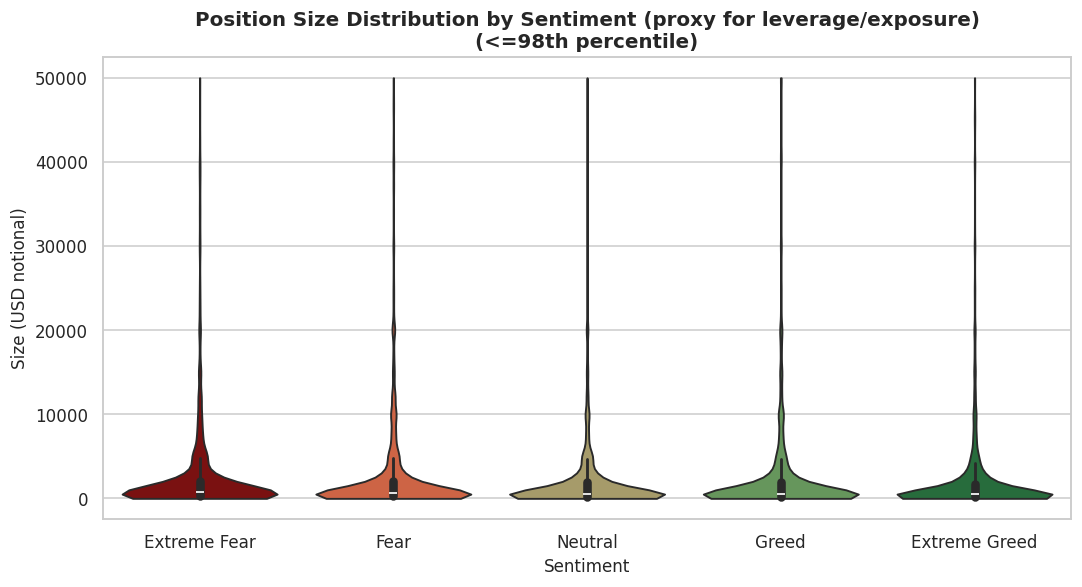 Position Size Distribution by Sentiment (proxy for leverage/exposure)
(<=98th percentile)
Size (USD notional)
50000
40000
30000
20000
10000
0
Extreme Fear
Fear
Neutral
Greed
Extreme Greed
Sentiment